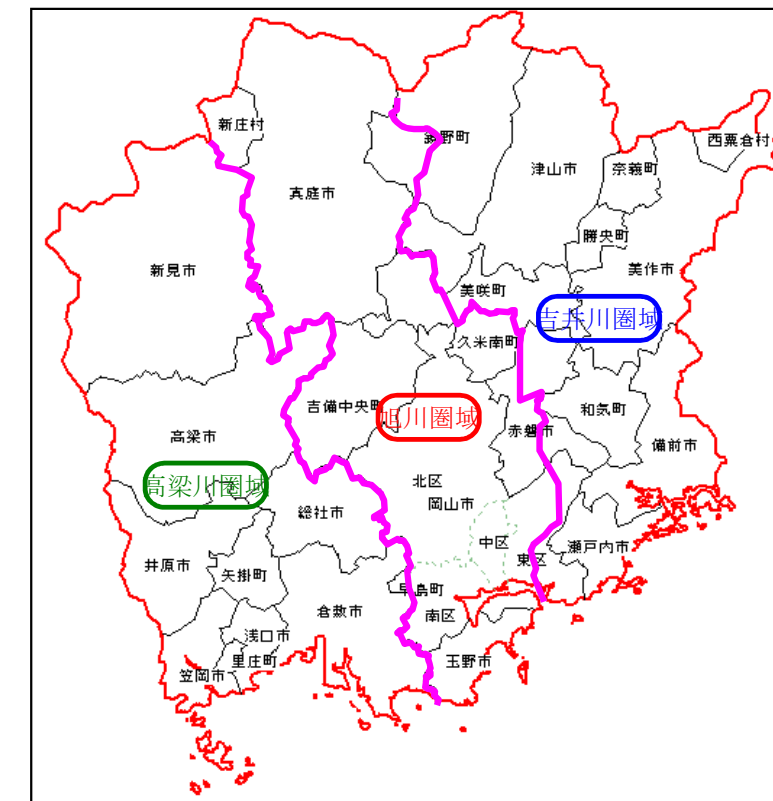 新庄村
鏡野町
西粟倉村
津山市
奈義町
真庭市
勝央町
新見市
美作市
美咲町
吉井川圏域
久米南町
吉備中央町
旭川圏域
赤磐市
和気町
高梁市
備前市
高梁川圏域
北区
岡山市
総社市
中区
瀬戸内市
東区
井原市
矢掛町
早島町
倉敷市
南区
浅口市
里庄町
玉野市
笠岡市